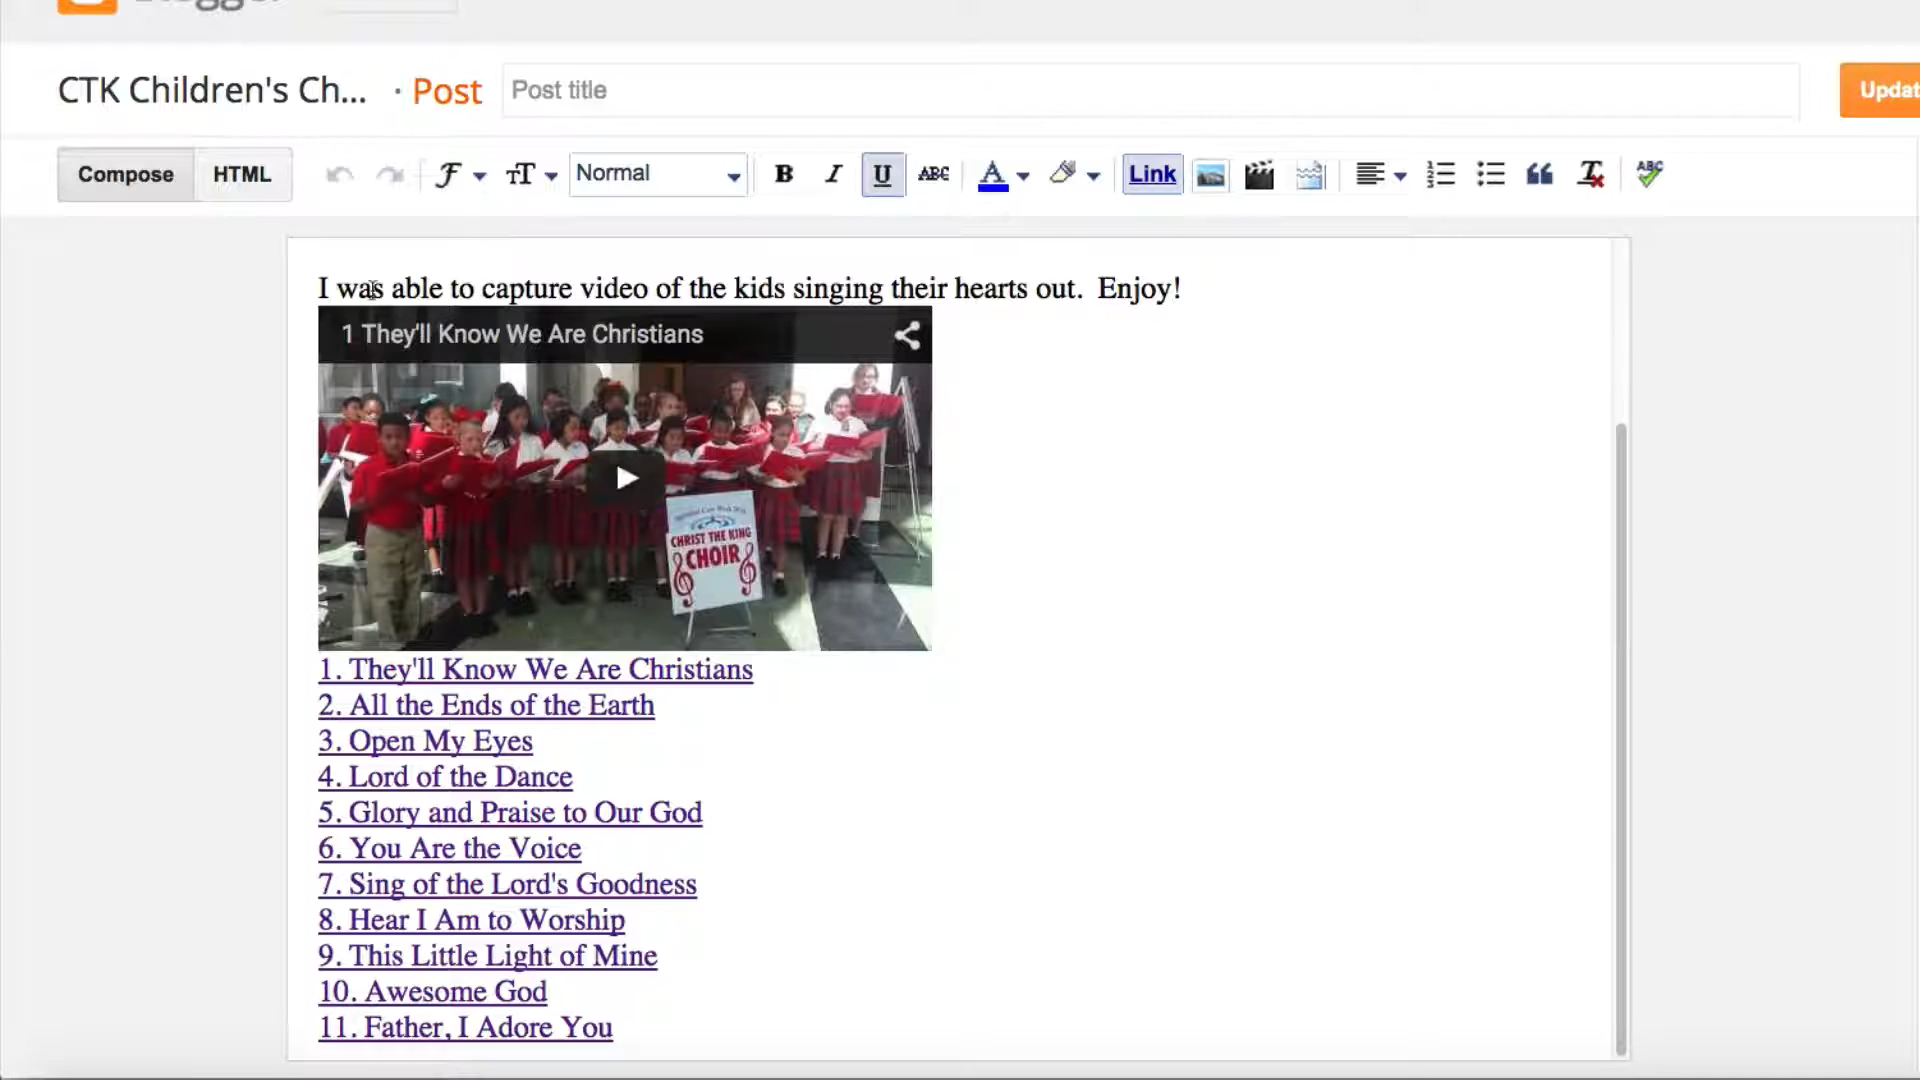 CTK Children's Ch... · Post Post title Updat
Compose HTML Normal B I U ABC A Link ABC
I was able to capture video of the kids singing their hearts out.  Enjoy!
1 They'll Know We Are Christians
CHRIST THE KING
CHOIR
1. They'll Know We Are Christians
2. All the Ends of the Earth
3. Open My Eyes
4. Lord of the Dance
5. Glory and Praise to Our God
6. You Are the Voice
7. Sing of the Lord's Goodness
8. Hear I Am to Worship
9. This Little Light of Mine
10. Awesome God
11. Father, I Adore You